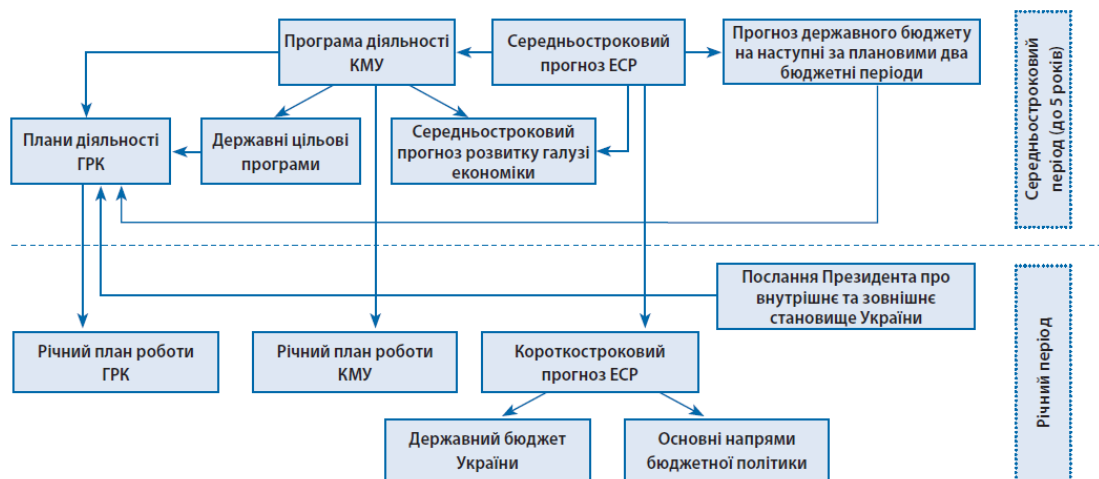 Програма діяльності
КМУ
Середньостроковий
прогноз ЕСР
Прогноз державного бюджету
на наступні за плановими два
бюджетні періоди
Середньостроковий
період (до 5 років)
Плани діяльності
ГРК
Державні цільові
програми
Середньостроковий
прогноз розвитку галузі
економіки
Послання Президента про
внутрішнє та зовнішнє
становище України
Річний період
Річний план роботи
ГРК
Річний план роботи
КМУ
Короткостроковий
прогноз ЕСР
Державний бюджет
України
Основні напрями
бюджетної політики